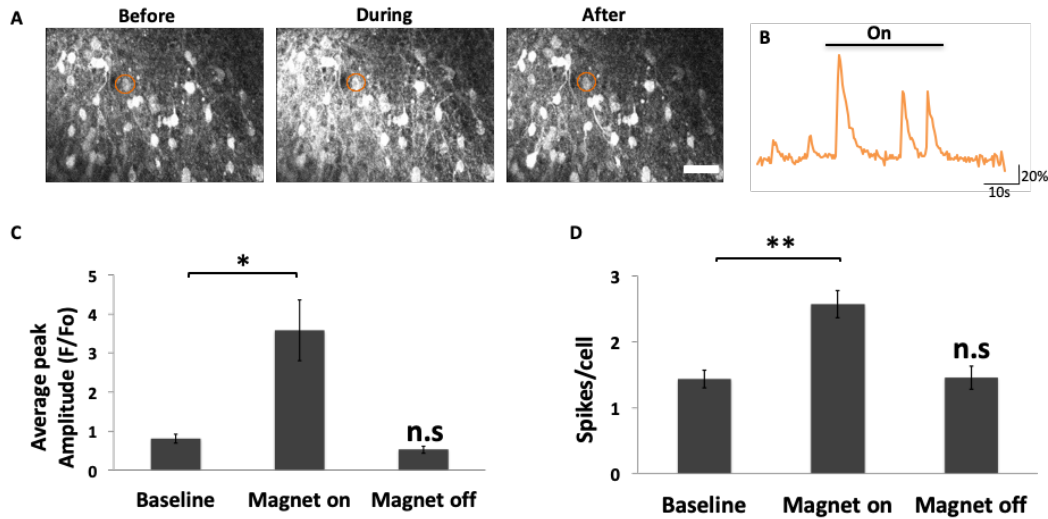 A
Before
During
After
B
On
20%
10s
C
*
Average peak
Amplitude (F/Fo)
5
4
3
2
1
0
n.s
Baseline
Magnet on
Magnet off
D
**
Spikes/cell
3
2
1
0
n.s
Baseline
Magnet on
Magnet off